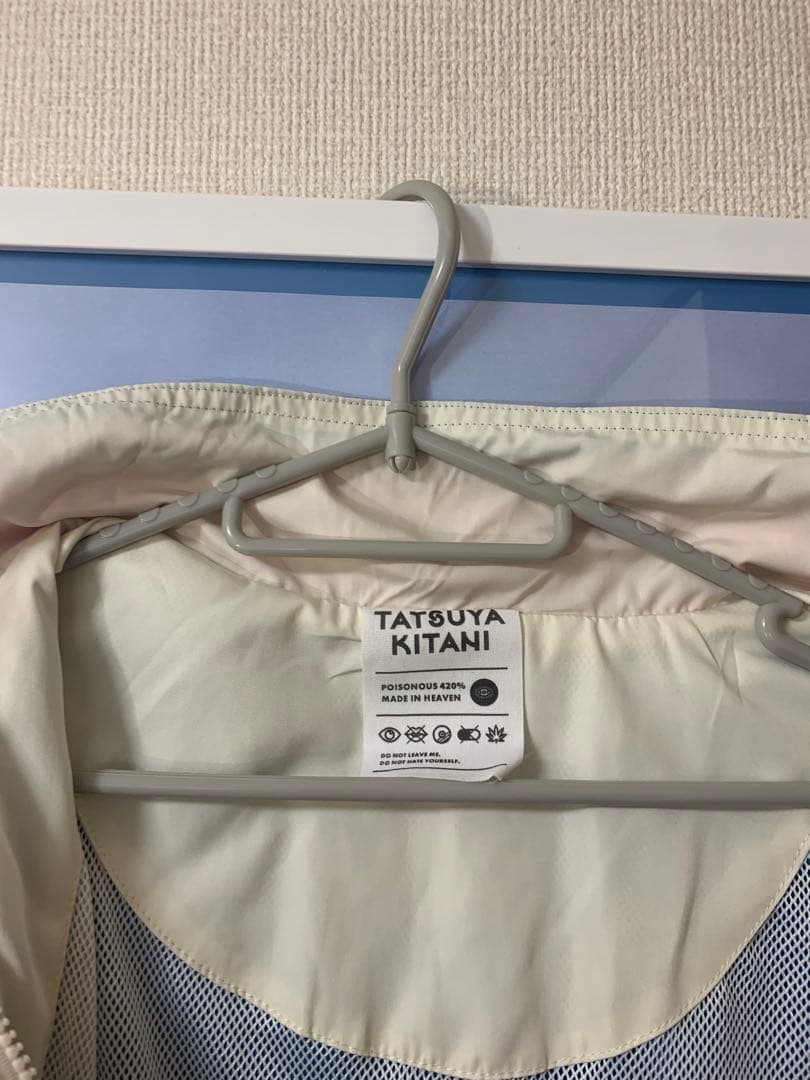 TATSUYA
KITANI
POISONOUS 420%
MADE IN HEAVEN
DO NOT LEAVE ME.
DO NOT HATE YOURSELF.